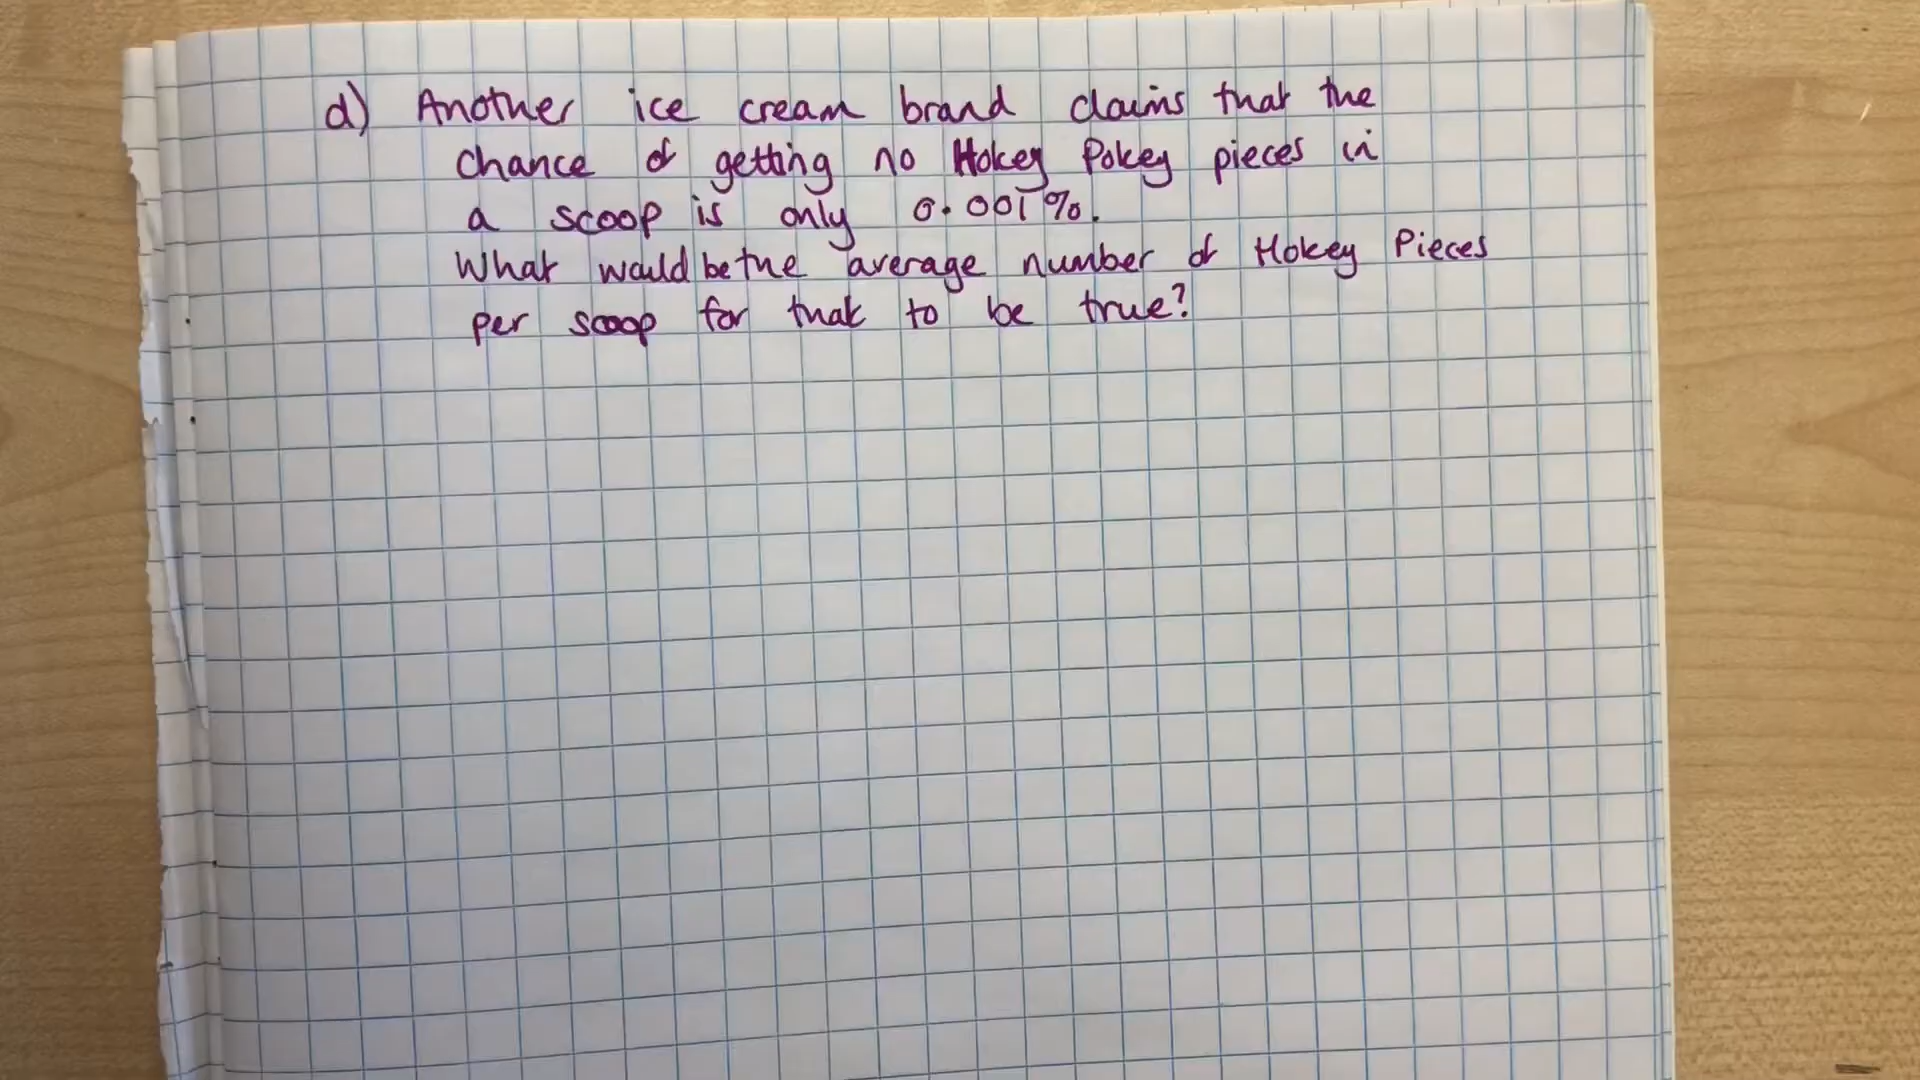 d) Another ice cream brand claims that the
chance of getting no Hokey Pokey pieces in
a scoop is only 0.001%.
What would be the average number of Hokey Pieces
per scoop for that to be true?